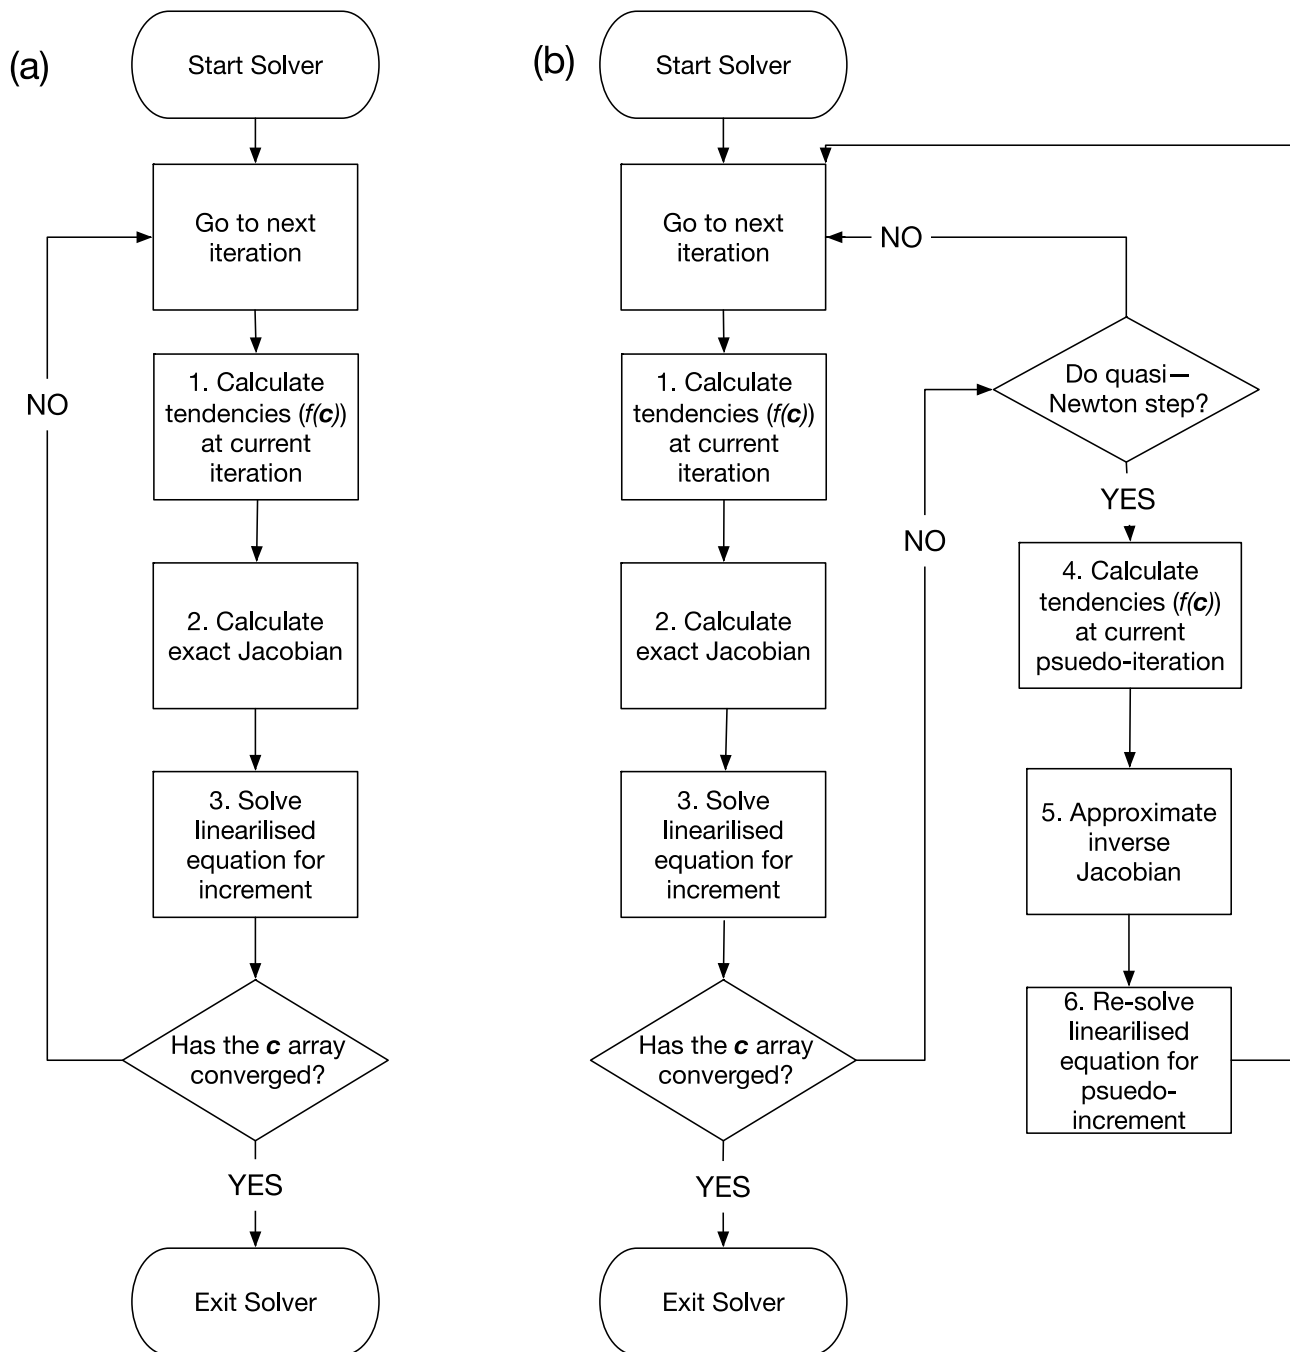 (a)
Start Solver
Go to next
iteration
1. Calculate
tendencies (f(c))
at current
iteration
NO
2. Calculate
exact Jacobian
3. Solve
linearilised
equation for
increment
Has the c array
converged?
YES
Exit Solver
(b)
Start Solver
Go to next
iteration
NO
1. Calculate
tendencies (f(c))
at current
iteration
2. Calculate
exact Jacobian
3. Solve
linearilised
equation for
increment
Has the c array
converged?
YES
Exit Solver
NO
Do quasi—
Newton step?
YES
4. Calculate
tendencies (f(c))
at current
psuedo-iteration
5. Approximate
inverse
Jacobian
6. Re-solve
linearilised
equation for
psuedo-
increment